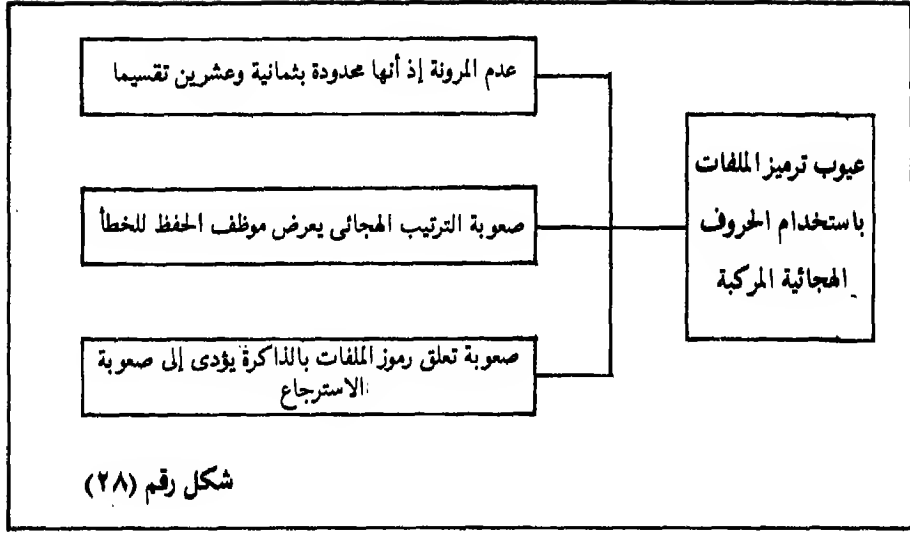 عيوب ترميز الملفات
باستخدام الحروف
الهجائية المركبة
عدم المرونة إذ أنها محدودة بثمانية وعشرين تقسيما
صعوبة الترتيب الهجائى يعرض موظف الحفظ للخطأ
صعوبة تعلق رموز الملفات بالذاكرة يؤدى إلى صعوبة
الاسترجاع
شكل رقم (٢٨)